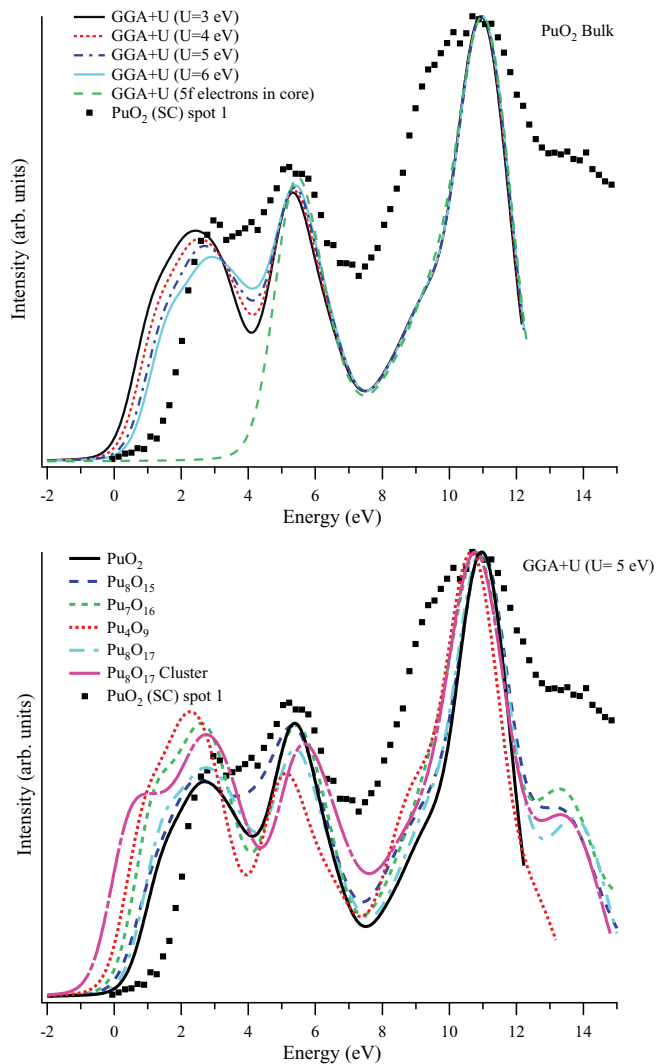 GGA+U (U=3 eV)
GGA+U (U=4 eV)
GGA+U (U=5 eV)
GGA+U (U=6 eV)
GGA+U (5f electrons in core)
PuO₂ (SC) spot 1
PuO₂ Bulk
Intensity (arb. units)
-2 0 2 4 6 8 10 12 14
Energy (eV)
PuO₂
Pu₈O₁₅
Pu₇O₁₆
Pu₄O₉
Pu₈O₁₇
Pu₈O₁₇ Cluster
PuO₂ (SC) spot 1
GGA+U (U= 5 eV)
Intensity (arb. units)
-2 0 2 4 6 8 10 12 14
Energy (eV)